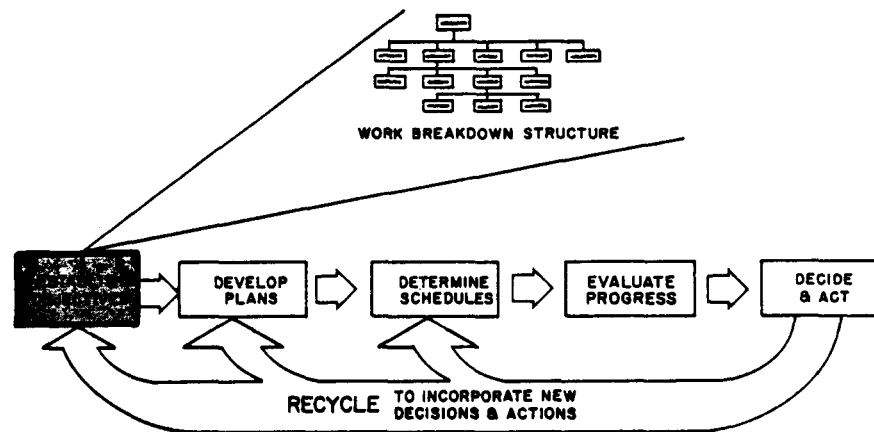 WORK BREAKDOWN STRUCTURE
DEVELOP
PLANS
DETERMINE
SCHEDULES
EVALUATE
PROGRESS
DECIDE
& ACT
RECYCLE TO INCORPORATE NEW
DECISIONS & ACTIONS